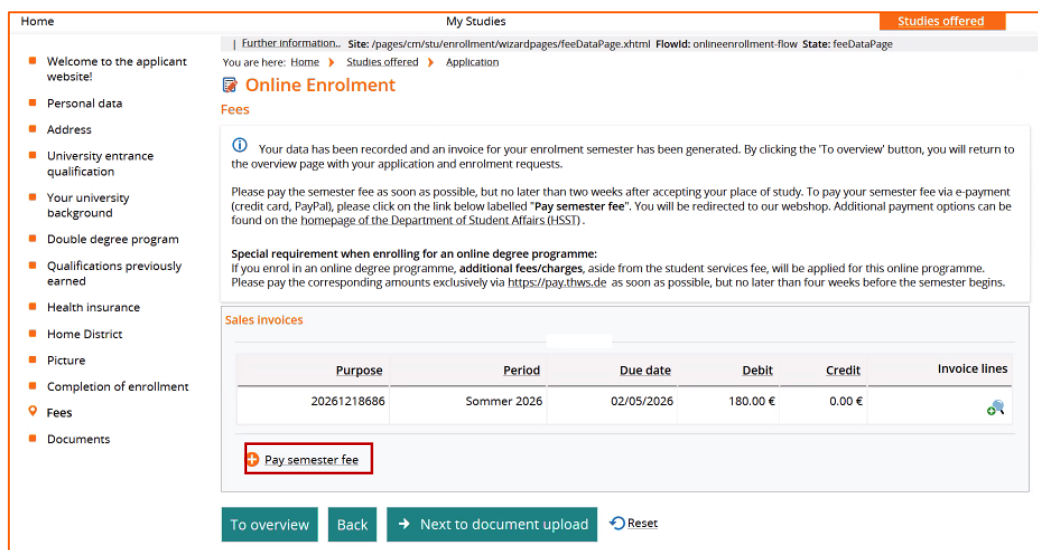 Home
My Studies
Studies offered
| Further information.. Site: /pages/cm/stu/enrollment/wizardpages/feeDataPage.xhtml FlowId: onlineenrollment-flow State: feeDataPage
You are here: Home Studies offered Application
Welcome to the applicant
website!
Personal data
Address
University entrance
qualification
Your university
background
Double degree program
Qualifications previously
earned
Health insurance
Home District
Picture
Completion of enrollment
Fees
Documents
Online Enrolment
Fees
Your data has been recorded and an invoice for your enrolment semester has been generated. By clicking the 'To overview' button, you will return to
the overview page with your application and enrolment requests.
Please pay the semester fee as soon as possible, but no later than two weeks after accepting your place of study. To pay your semester fee via e-payment
(credit card, PayPal), please click on the link below labelled "Pay semester fee". You will be redirected to our webshop. Additional payment options can be
found on the homepage of the Department of Student Affairs (HSST) .
Special requirement when enrolling for an online degree programme:
If you enrol in an online degree programme, additional fees/charges, aside from the student services fee, will be applied for this online programme.
Please pay the corresponding amounts exclusively via https://pay.thws.de as soon as possible, but no later than four weeks before the semester begins.
Sales invoices
Purpose Period Due date Debit Credit Invoice lines
20261218686 Sommer 2026 02/05/2026 180.00 € 0.00 €
Pay semester fee
To overview
Back
Next to document upload
Reset